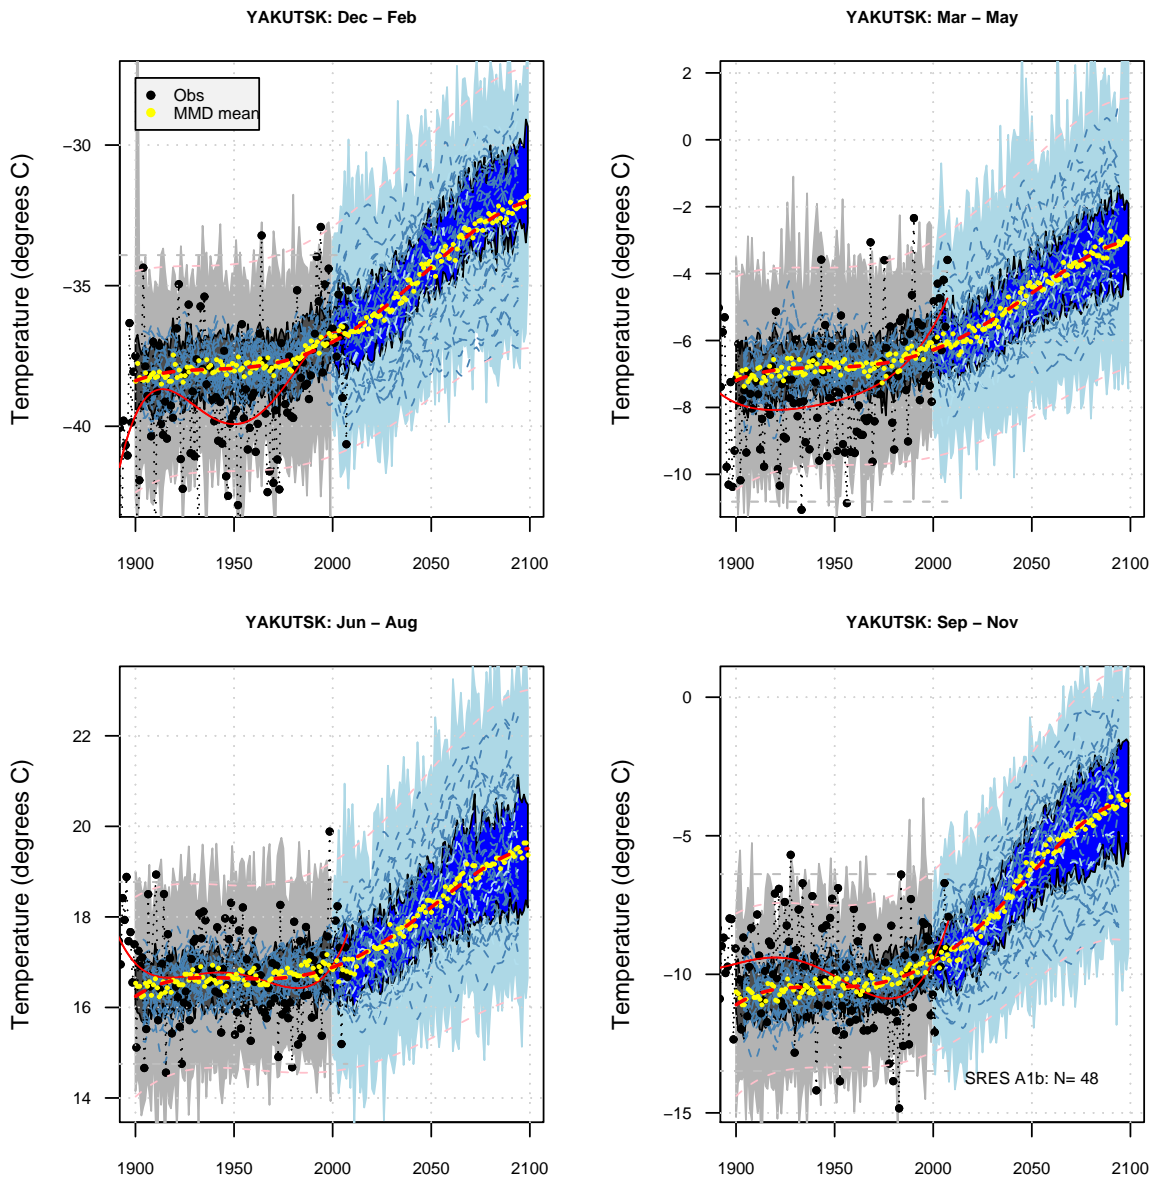 YAKUTSK: Dec – Feb
Temperature (degrees C)
−30
−35
−40
1900 1950 2000 2050 2100
Obs
MMD mean
YAKUTSK: Mar – May
Temperature (degrees C)
2
0
−2
−4
−6
−8
−10
1900 1950 2000 2050 2100
YAKUTSK: Jun – Aug
Temperature (degrees C)
22
20
18
16
14
1900 1950 2000 2050 2100
YAKUTSK: Sep – Nov
Temperature (degrees C)
0
−5
−10
−15
SRES A1b: N= 48
1900 1950 2000 2050 2100